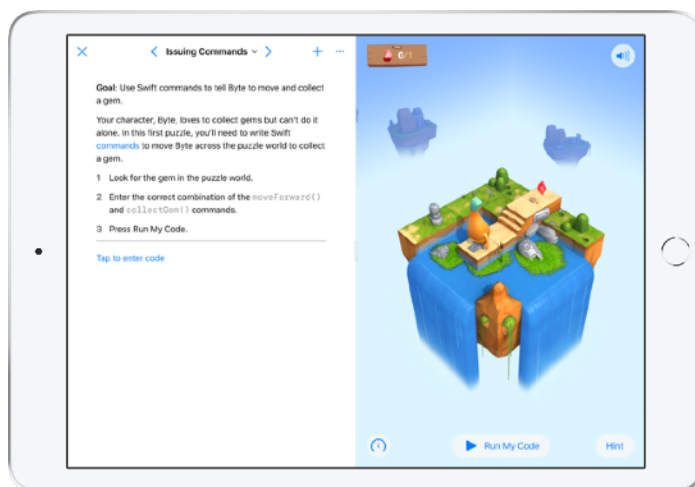 Issuing Commands
0/1
Goal: Use Swift commands to tell Byte to move and collect
a gem.
Your character, Byte, loves to collect gems but can't do it
alone. In this first puzzle, you'll need to write Swift
commands to move Byte across the puzzle world to collect
a gem.
1 Look for the gem in the puzzle world.
2 Enter the correct combination of the moveForward()
and collectGem() commands.
3 Press Run My Code.
Tap to enter code
Run My Code
Hint